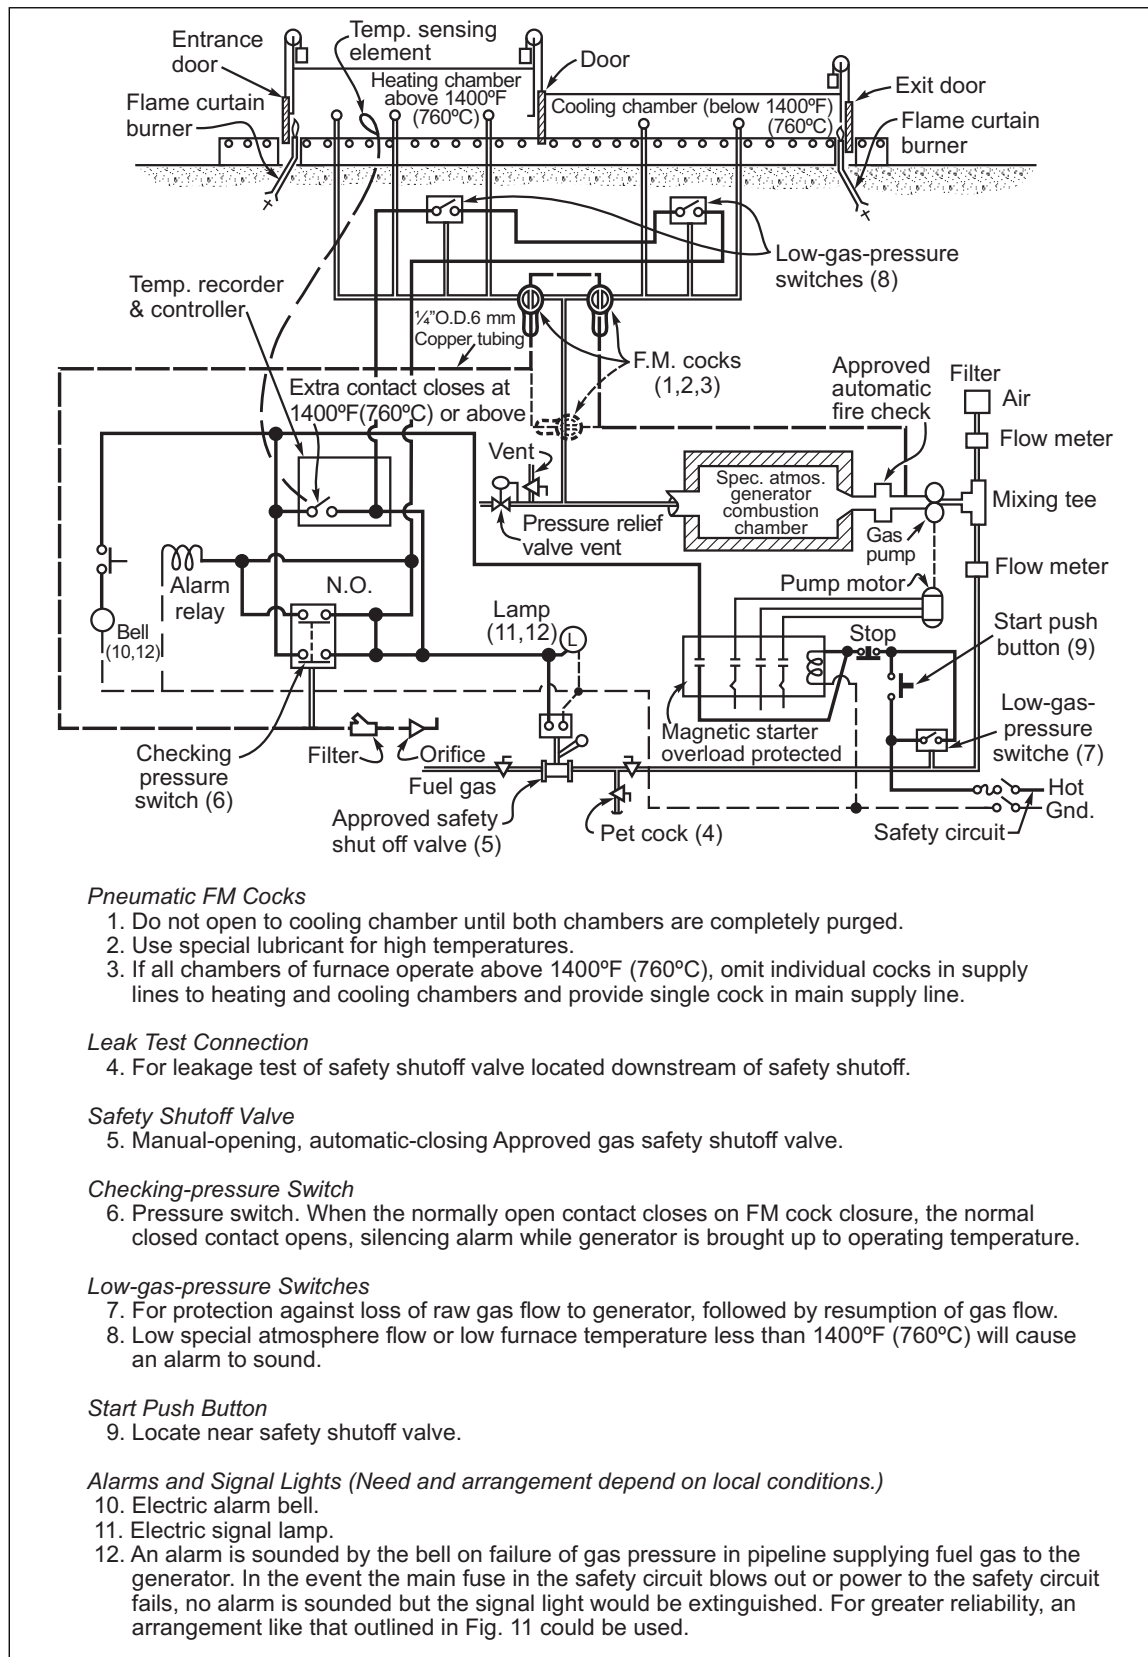 Entrance
door
Temp. sensing
element
Door
Heating chamber
above 1400ºF
(760ºC)
Cooling chamber (below 1400ºF)
(760ºC)
Exit door
Flame curtain
burner
Flame curtain
burner
Low-gas-pressure
switches (8)
Temp. recorder
& controller
¼"O.D.6 mm
Copper tubing
F.M. cocks
(1,2,3)
Approved
automatic
fire check
Filter
Air
Flow meter
Extra contact closes at
1400ºF(760ºC) or above
Vent
Spec. atmos.
generator
combustion
chamber
Mixing tee
Pressure relief
valve vent
Gas
pump
Flow meter
Alarm
relay
N.O.
Pump motor
Lamp
(11,12)
L
Stop
Start push
button (9)
Bell
(10,12)
Magnetic starter
overload protected
Low-gas-
pressure
switche (7)
Checking
pressure
switch (6)
Filter
Orifice
Fuel gas
Hot
Gnd.
Approved safety
shut off valve (5)
Pet cock (4)
Safety circuit
Pneumatic FM Cocks
1. Do not open to cooling chamber until both chambers are completely purged.
2. Use special lubricant for high temperatures.
3. If all chambers of furnace operate above 1400ºF (760ºC), omit individual cocks in supply
lines to heating and cooling chambers and provide single cock in main supply line.
Leak Test Connection
4. For leakage test of safety shutoff valve located downstream of safety shutoff.
Safety Shutoff Valve
5. Manual-opening, automatic-closing Approved gas safety shutoff valve.
Checking-pressure Switch
6. Pressure switch. When the normally open contact closes on FM cock closure, the normal
closed contact opens, silencing alarm while generator is brought up to operating temperature.
Low-gas-pressure Switches
7. For protection against loss of raw gas flow to generator, followed by resumption of gas flow.
8. Low special atmosphere flow or low furnace temperature less than 1400ºF (760ºC) will cause
an alarm to sound.
Start Push Button
9. Locate near safety shutoff valve.
Alarms and Signal Lights (Need and arrangement depend on local conditions.)
10. Electric alarm bell.
11. Electric signal lamp.
12. An alarm is sounded by the bell on failure of gas pressure in pipeline supplying fuel gas to the
generator. In the event the main fuse in the safety circuit blows out or power to the safety circuit
fails, no alarm is sounded but the signal light would be extinguished. For greater reliability, an
arrangement like that outlined in Fig. 11 could be used.